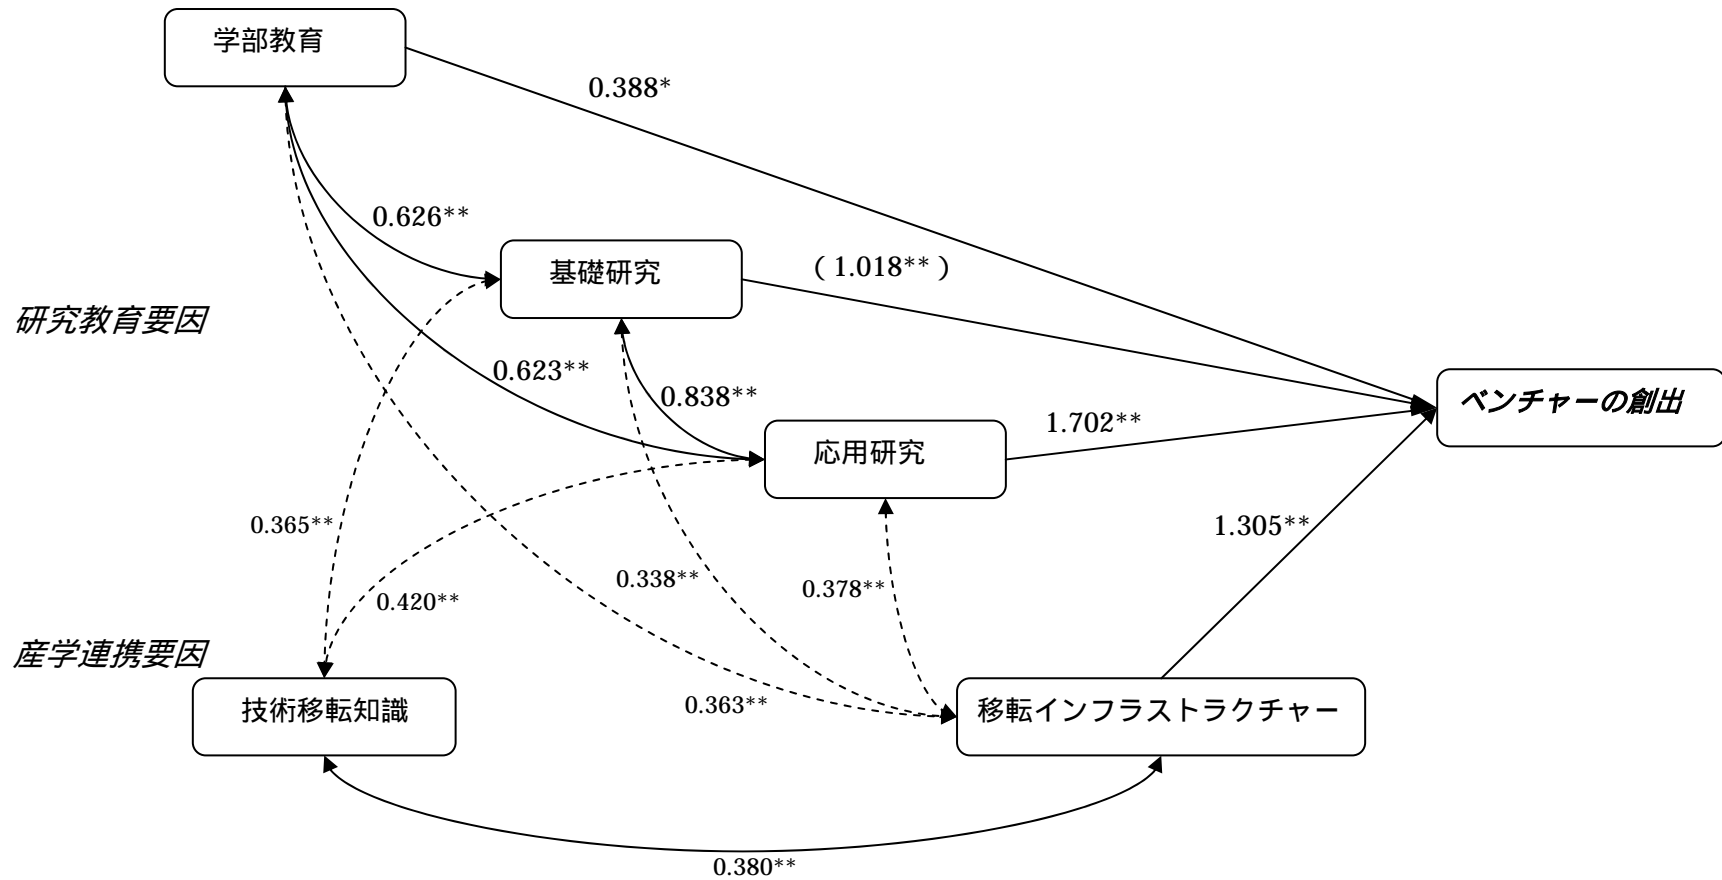 学部教育
0.388*
0.626**
基礎研究
(1.018**)
研究教育要因
0.623**
0.838**
ベンチャーの創出
応用研究
1.702**
0.365**
1.305**
0.338**
0.378**
0.420**
産学連携要因
0.363**
技術移転知識
移転インフラストラクチャー
0.380**